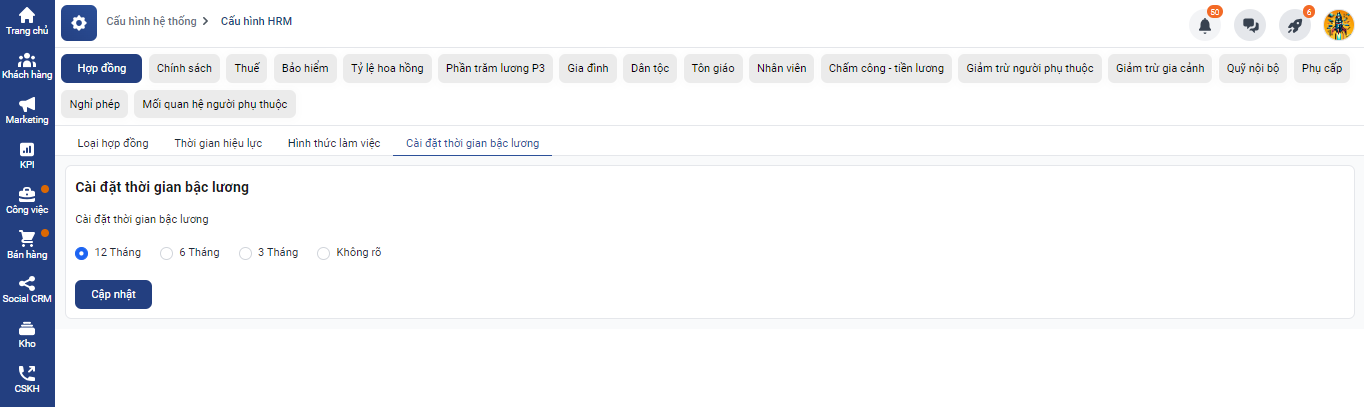 Trang chủ
Khách hàng
Marketing
KPI
Công việc
Bán hàng
Social CRM
Kho
CSKH
Cấu hình hệ thống > Cấu hình HRM
50
6
Hợp đồng Chính sách Thuế Bảo hiểm Tỷ lệ hoa hồng Phần trăm lương P3 Gia đình Dân tộc Tôn giáo Nhân viên Chấm công - tiền lương Giảm trừ người phụ thuộc Giảm trừ gia cảnh Quỹ nội bộ Phụ cấp
Nghỉ phép Mối quan hệ người phụ thuộc
Loại hợp đồng Thời gian hiệu lực Hình thức làm việc Cài đặt thời gian bậc lương
Cài đặt thời gian bậc lương
Cài đặt thời gian bậc lương
12 Tháng 6 Tháng 3 Tháng Không rõ
Cập nhật